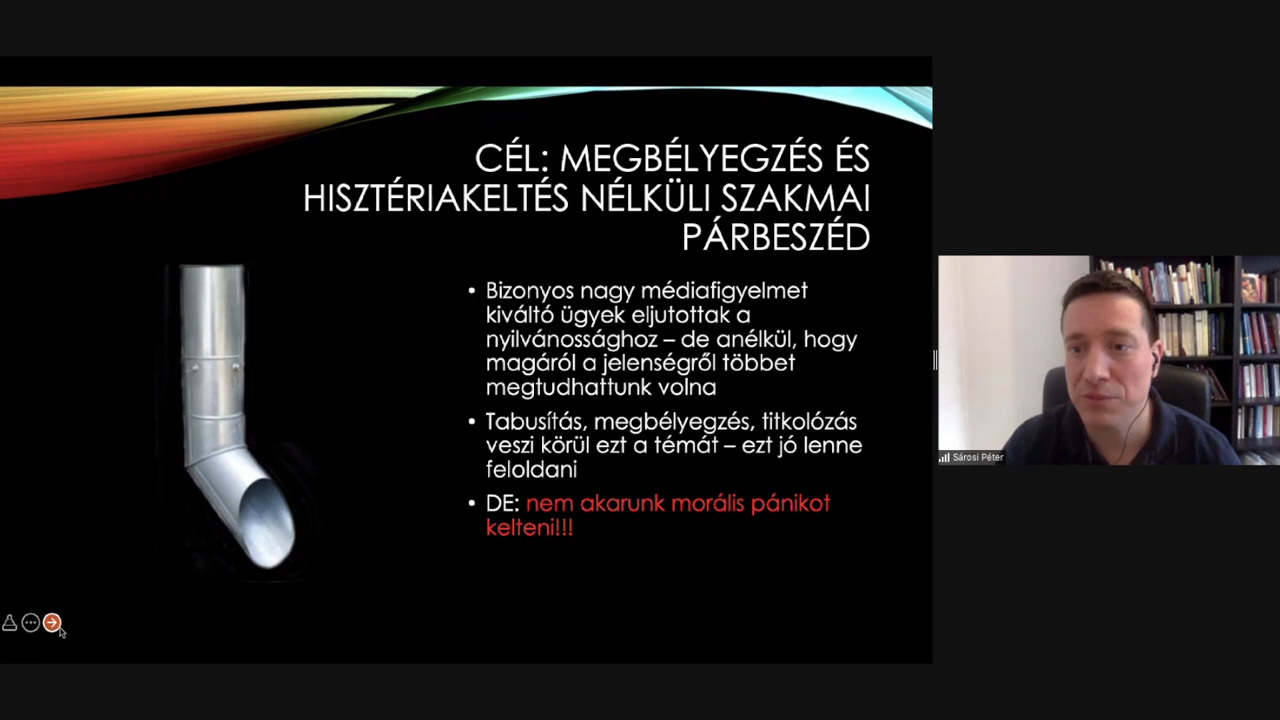 CÉL: MEGBÉLYEGZÉS ÉS
HISZTÉRIAKELTÉS NÉLKÜLI SZAKMAI
PÁRBESZÉD
• Bizonyos nagy médiafigyelmet
kiváltó ügyek eljutottak a
nyilvánossághoz – de anélkül, hogy
magáról a jelenségről többet
megtudhattunk volna
• Tabusítás, megbélyegzés, titkolózás
veszi körül ezt a témát – ezt jó lenne
feloldani
• DE: nem akarunk morális pánikot
kelteni!!!
Sárosi Péter